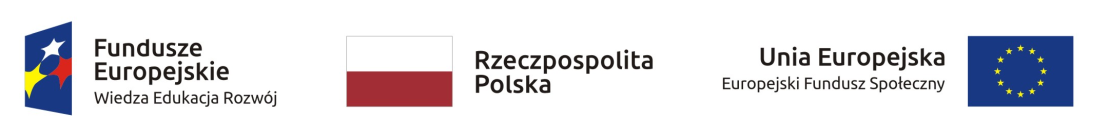 Fundusze
Europejskie
Wiedza Edukacja Rozwój
Rzeczpospolita
Polska
Unia Europejska
Europejski Fundusz Społeczny